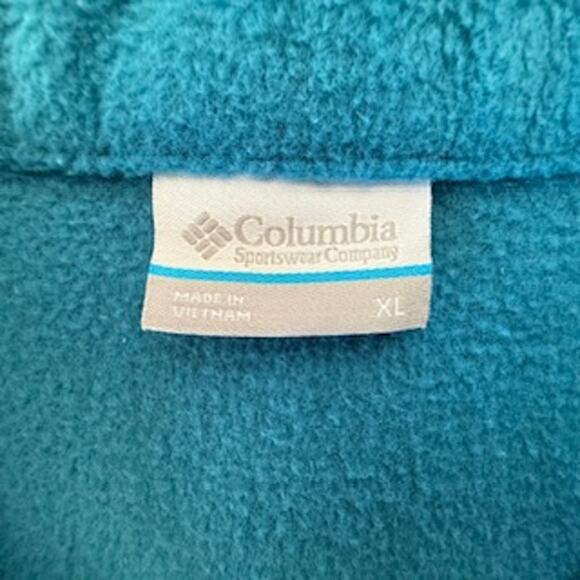 Columbia
Sportswear Company
MADE IN
VIETNAM
XL